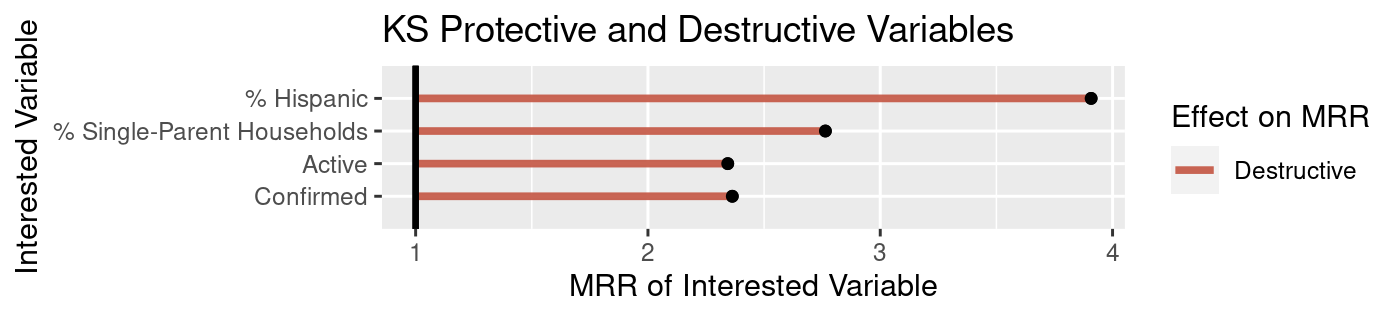 KS Protective and Destructive Variables
Interested Variable
% Hispanic
% Single-Parent Households
Active
Confirmed
1 2 3 4
MRR of Interested Variable
Effect on MRR
Destructive